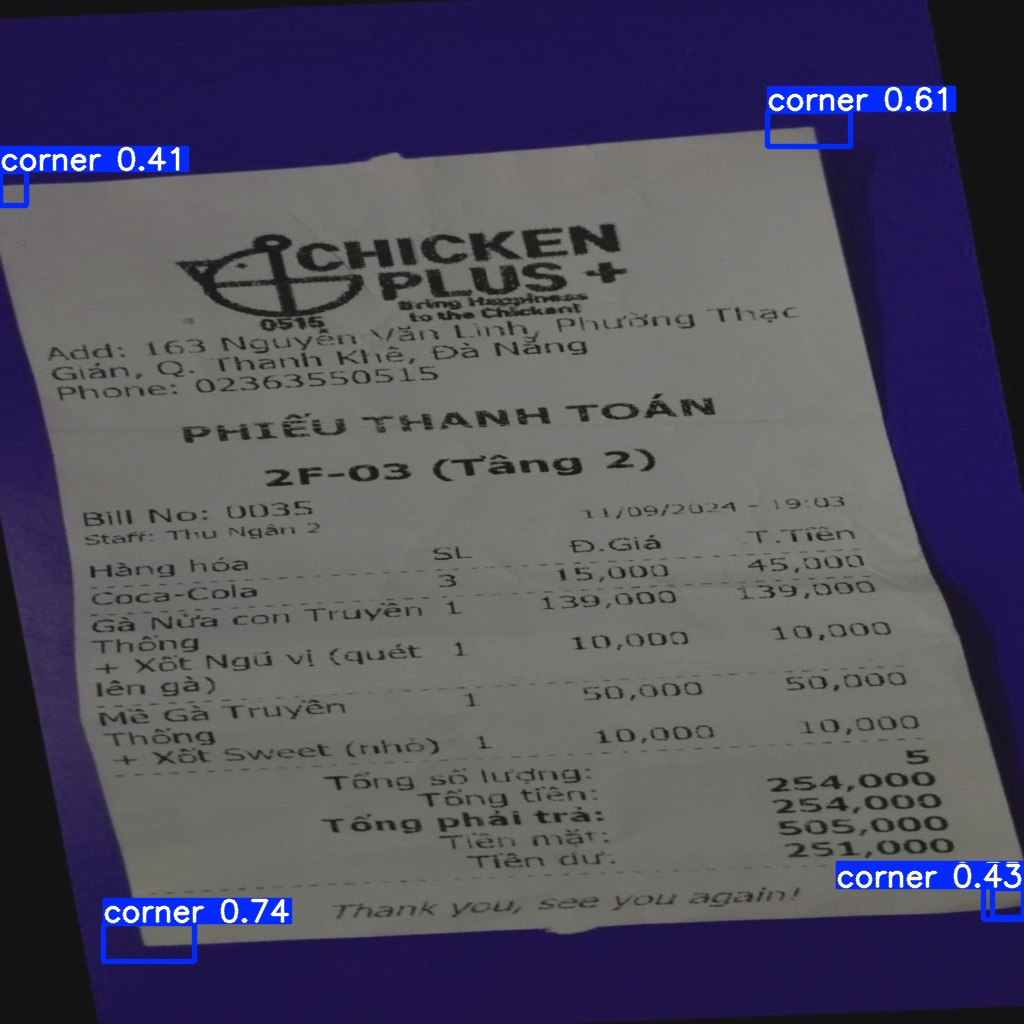 corner 0.61
corner 0.41
CHICKEN
PLUS +
Bring Happiness
to the Chickent
0515
Add: 163 Nguyễn Văn Linh, Phường Thạc
Gián, Q. Thanh Khê, Đà Nẵng
Phone: 02363550515
PHIẾU THANH TOÁN
2F-03 (Tầng 2)
Bill No: 0035 11/09/2024 - 19:03
Staff: Thu Ngân 2
Hàng hóa SL Đ.Giá T.Tiền
Coca-Cola 3 15,000 45,000
Gà Nửa con Truyền 1 139,000 139,000
Thống
+ Xốt Ngũ vị (quét 1 10,000 10,000
lên gà)
Mề Gà Truyền 1 50,000 50,000
Thống
+ Xốt Sweet (nhỏ) 1 10,000 10,000
Tổng số lượng: 5
Tổng tiền: 254,000
Tổng phải trả: 254,000
Tiền mặt: 505,000
Tiền dư: 251,000
corner 0.43
corner 0.74
Thank you, see you again!